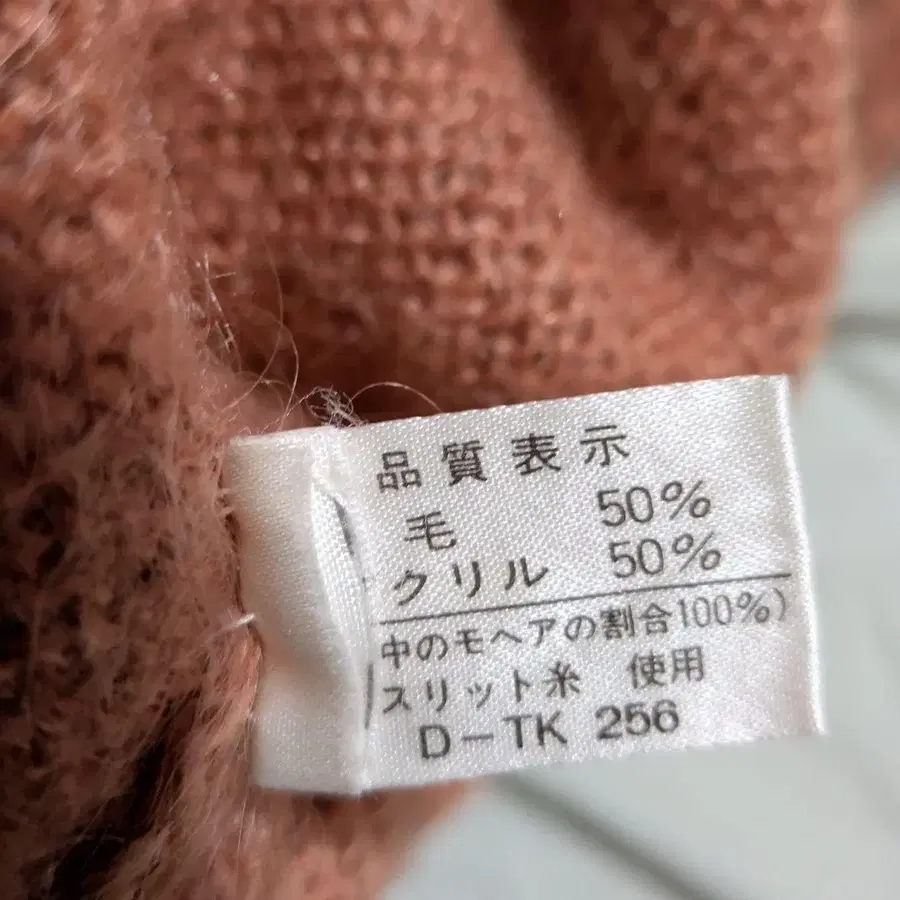 品質表示
毛 50%
クリル 50%
中のモヘアの割合100%)
スリット糸 使用
D-TK 256